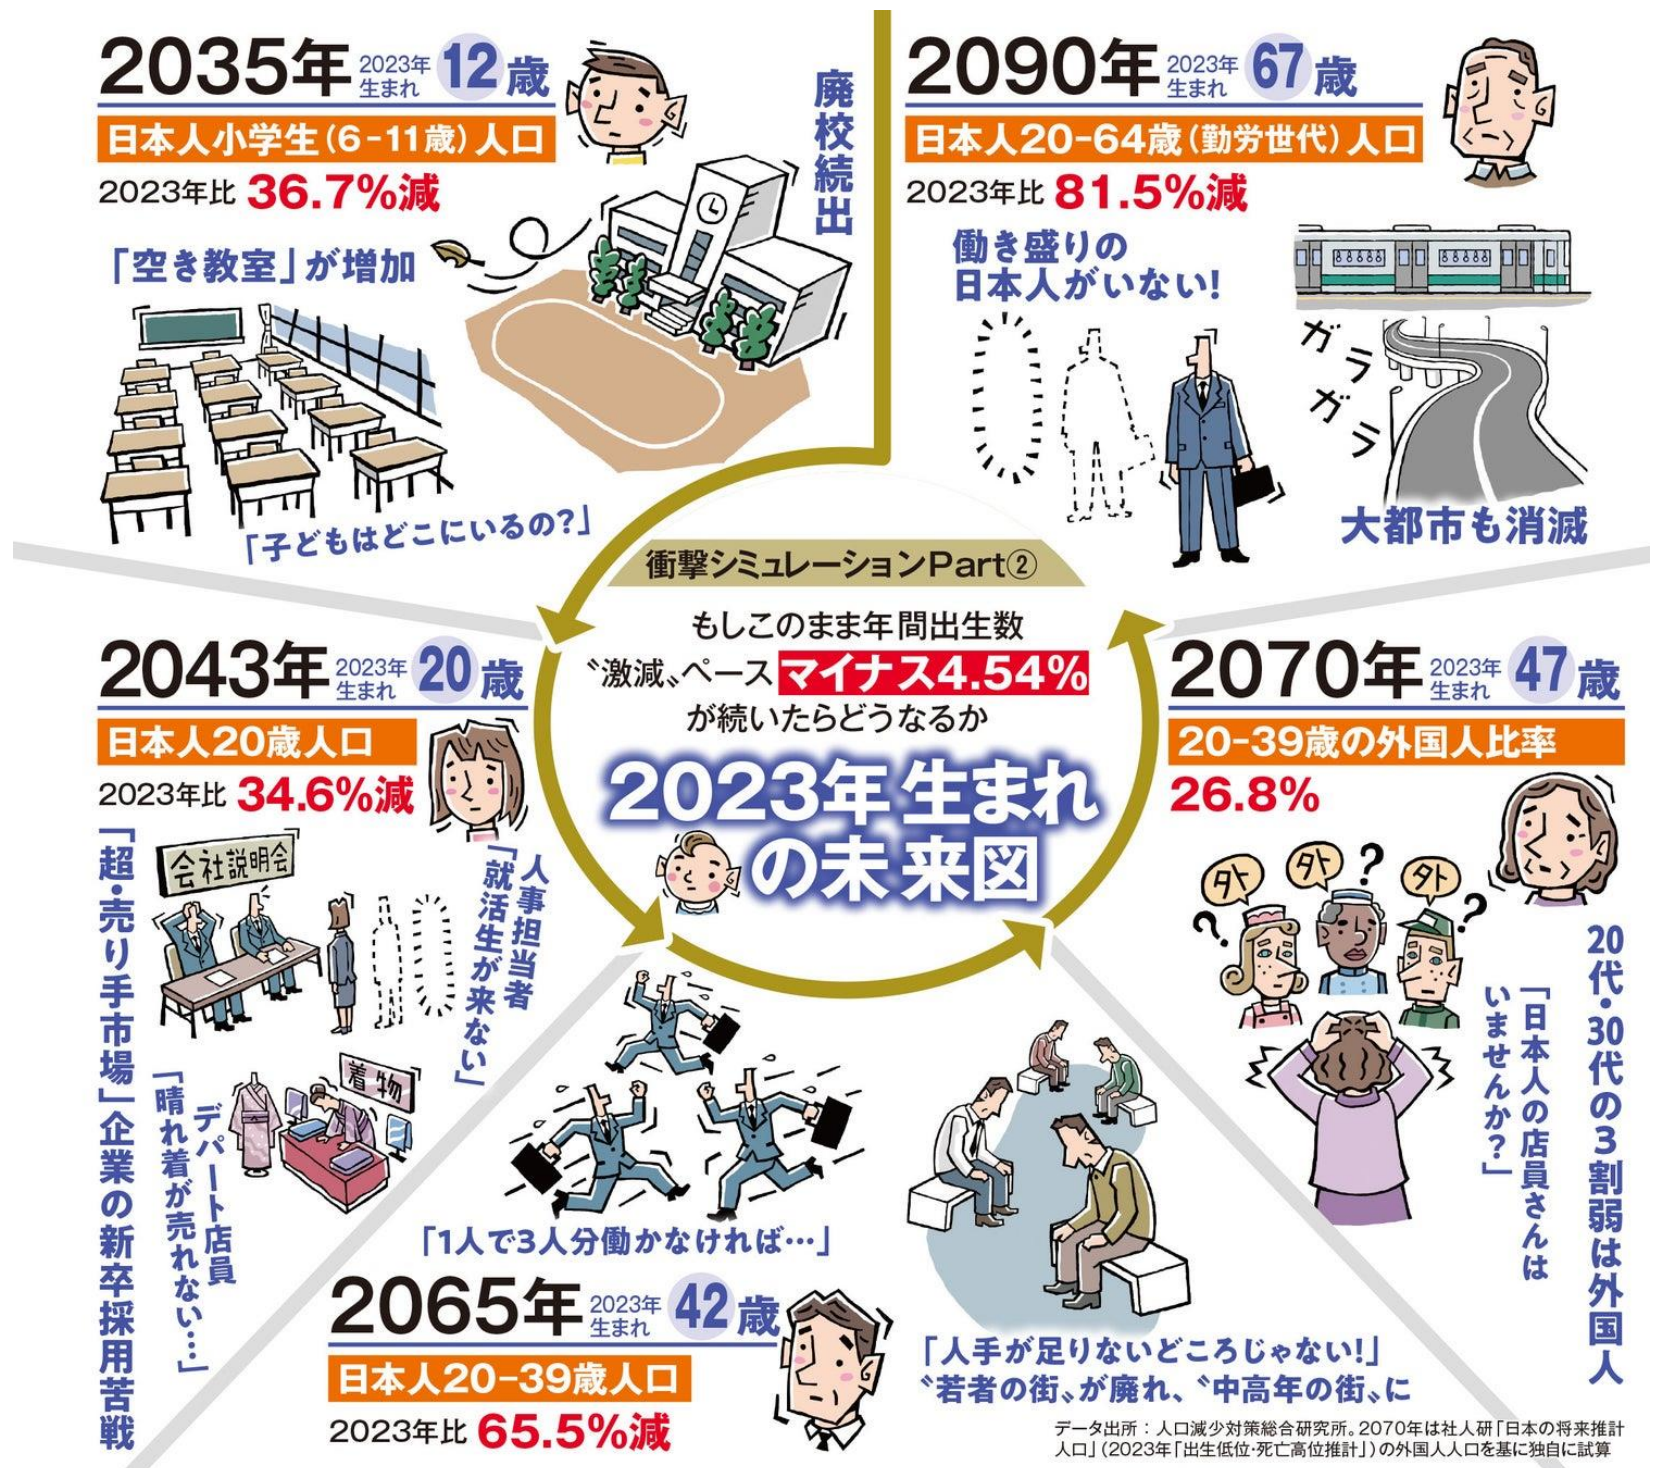 衝撃シミュレーションPart②
もしこのまま年間出生数
〝激減〟ペース マイナス4.54%
が続いたらどうなるか
2023年生まれ
の未来図
2035年 2023年生まれ 12歳
日本人小学生(6-11歳)人口
2023年比 36.7%減
廃校続出
「空き教室」が増加
「子どもはどこにいるの?」
2043年 2023年生まれ 20歳
日本人20歳人口
2023年比 34.6%減
「超・売り手市場」企業の新卒採用苦戦
会社説明会
人事担当者
「就活生が来ない」
着物
デパート店員
「晴れ着が売れない…」
「1人で3人分働かなければ…」
2065年 2023年生まれ 42歳
日本人20-39歳人口
2023年比 65.5%減
「人手が足りないどころじゃない!」
〝若者の街〟が廃れ、〝中高年の街〟に
2070年 2023年生まれ 47歳
20-39歳の外国人比率
26.8%
外
外
?
外
?
?
20代・30代の3割弱は外国人
「日本人の店員さんは
いませんか?」
2090年 2023年生まれ 67歳
日本人20-64歳(勤労世代)人口
2023年比 81.5%減
働き盛りの
日本人がいない!
ガラガラ
大都市も消滅
データ出所:人口減少対策総合研究所。2070年は社人研「日本の将来推計
人口」(2023年「出生低位・死亡高位推計」)の外国人人口を基に独自に試算